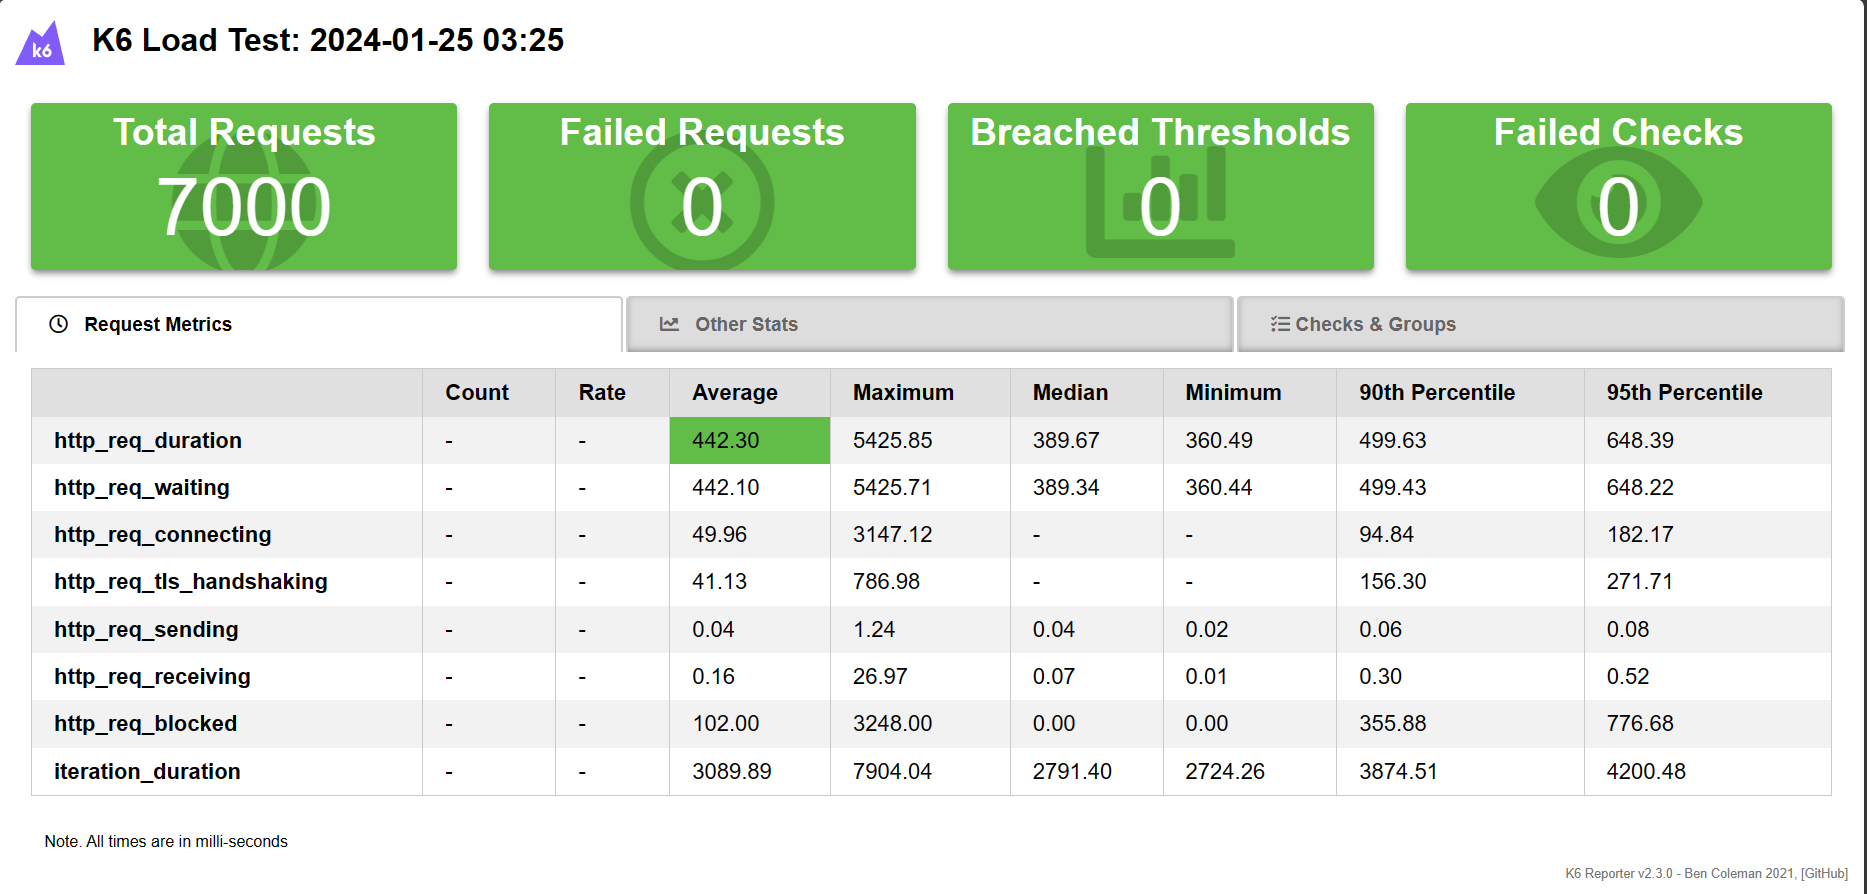 k6
K6 Load Test: 2024-01-25 03:25
Total Requests
7000
Failed Requests
0
Breached Thresholds
0
Failed Checks
0
Request Metrics
Other Stats
Checks & Groups
Count Rate Average Maximum Median Minimum 90th Percentile 95th Percentile
http_req_duration - - 442.30 5425.85 389.67 360.49 499.63 648.39
http_req_waiting - - 442.10 5425.71 389.34 360.44 499.43 648.22
http_req_connecting - - 49.96 3147.12 - - 94.84 182.17
http_req_tls_handshaking - - 41.13 786.98 - - 156.30 271.71
http_req_sending - - 0.04 1.24 0.04 0.02 0.06 0.08
http_req_receiving - - 0.16 26.97 0.07 0.01 0.30 0.52
http_req_blocked - - 102.00 3248.00 0.00 0.00 355.88 776.68
iteration_duration - - 3089.89 7904.04 2791.40 2724.26 3874.51 4200.48
Note. All times are in milli-seconds
K6 Reporter v2.3.0 - Ben Coleman 2021, [GitHub]